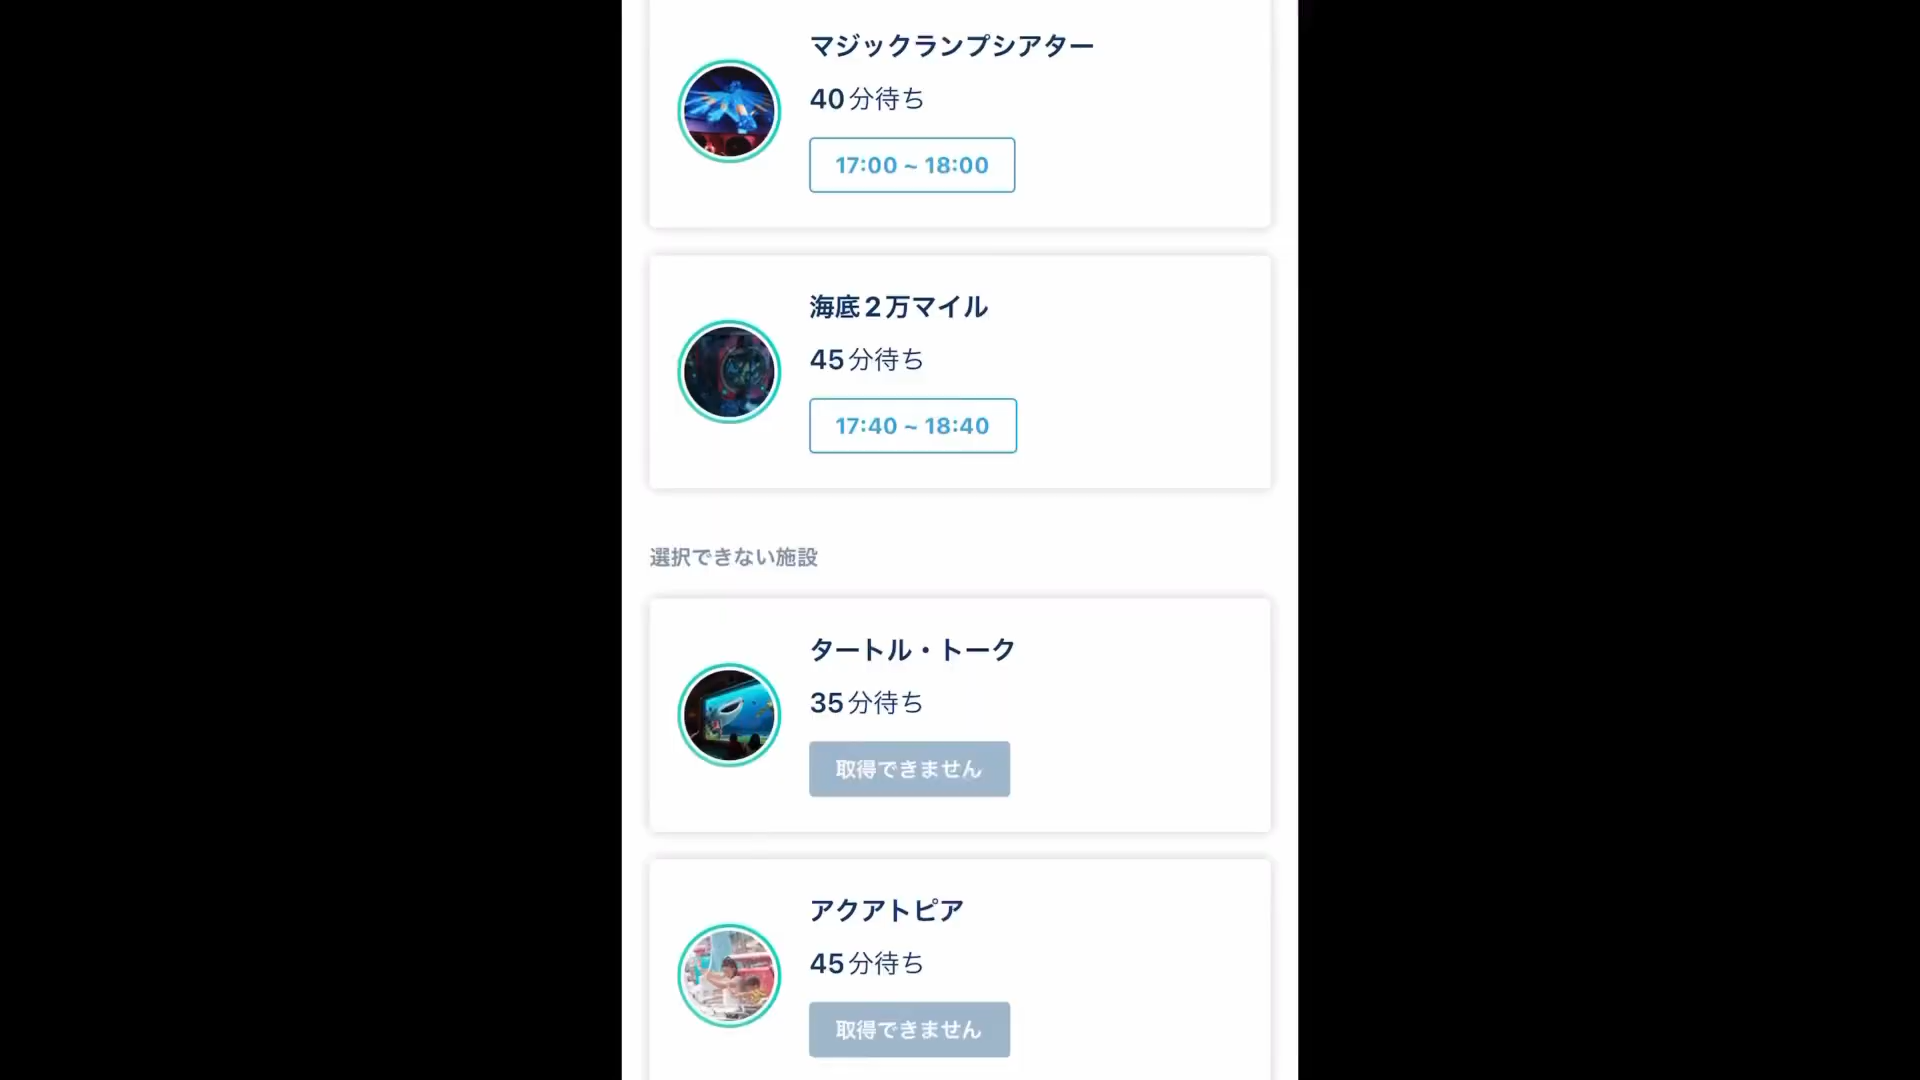 マジックランプシアター
40分待ち
17:00 ~ 18:00
海底2万マイル
45分待ち
17:40 ~ 18:40
選択できない施設
タートル・トーク
35分待ち
取得できません
アクアトピア
45分待ち
取得できません